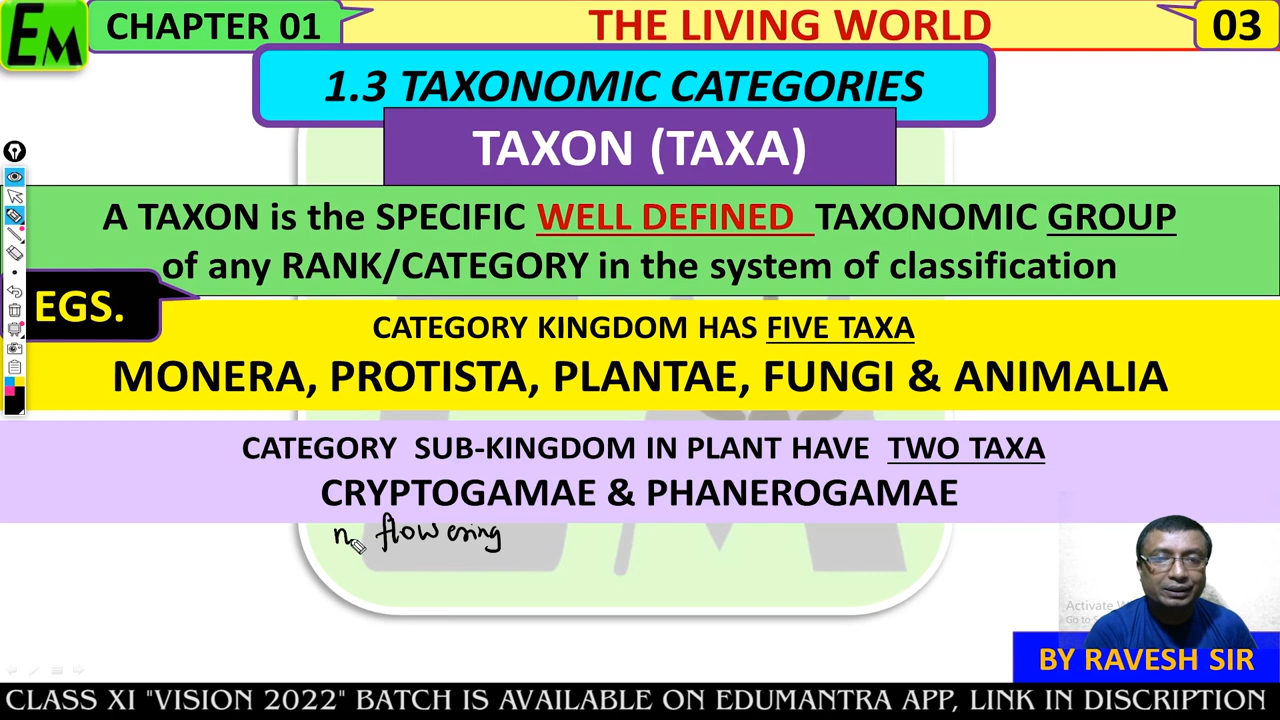 EM
CHAPTER 01
THE LIVING WORLD
03
1.3 TAXONOMIC CATEGORIES
TAXON (TAXA)
A TAXON is the SPECIFIC WELL DEFINED TAXONOMIC GROUP
of any RANK/CATEGORY in the system of classification
EGS.
CATEGORY KINGDOM HAS FIVE TAXA
MONERA, PROTISTA, PLANTAE, FUNGI & ANIMALIA
CATEGORY SUB-KINGDOM IN PLANT HAVE TWO TAXA
CRYPTOGAMAE & PHANEROGAMAE
n flowering
Activate
BY RAVESH SIR
CLASS XI "VISION 2022" BATCH IS AVAILABLE ON EDUMANTRA APP, LINK IN DISCRIPTION